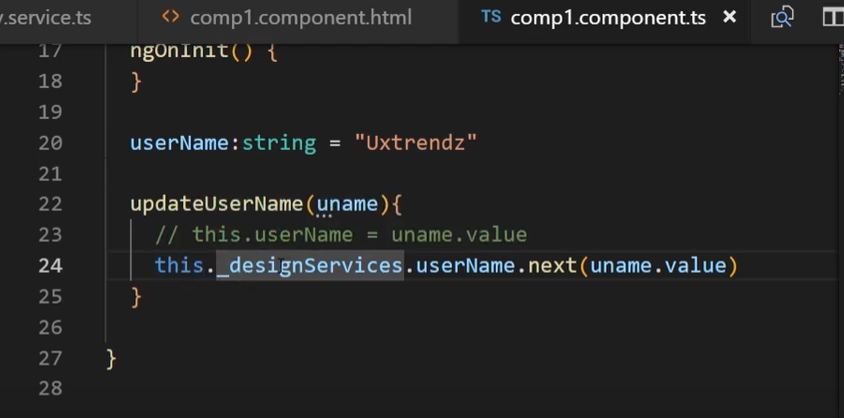 .service.ts <> comp1.component.html TS comp1.component.ts ×
17 ngOnInit() {
18 }
19
20 userName:string = "Uxtrendz"
21
22 updateUserName(uname){
23 // this.userName = uname.value
24 this._designServices.userName.next(uname.value)
25 }
26
27 }
28